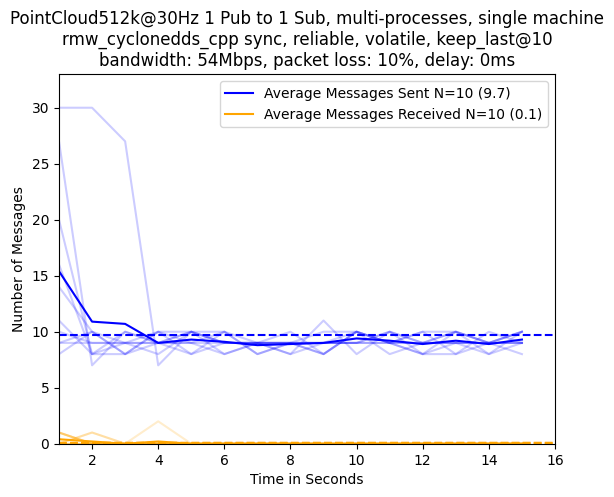 PointCloud512k@30Hz 1 Pub to 1 Sub, multi-processes, single machine
rmw_cyclonedds_cpp sync, reliable, volatile, keep_last@10
bandwidth: 54Mbps, packet loss: 10%, delay: 0ms
Average Messages Sent N=10 (9.7)
Average Messages Received N=10 (0.1)
Number of Messages
30
25
20
15
10
5
0
2 4 6 8 10 12 14 16
Time in Seconds